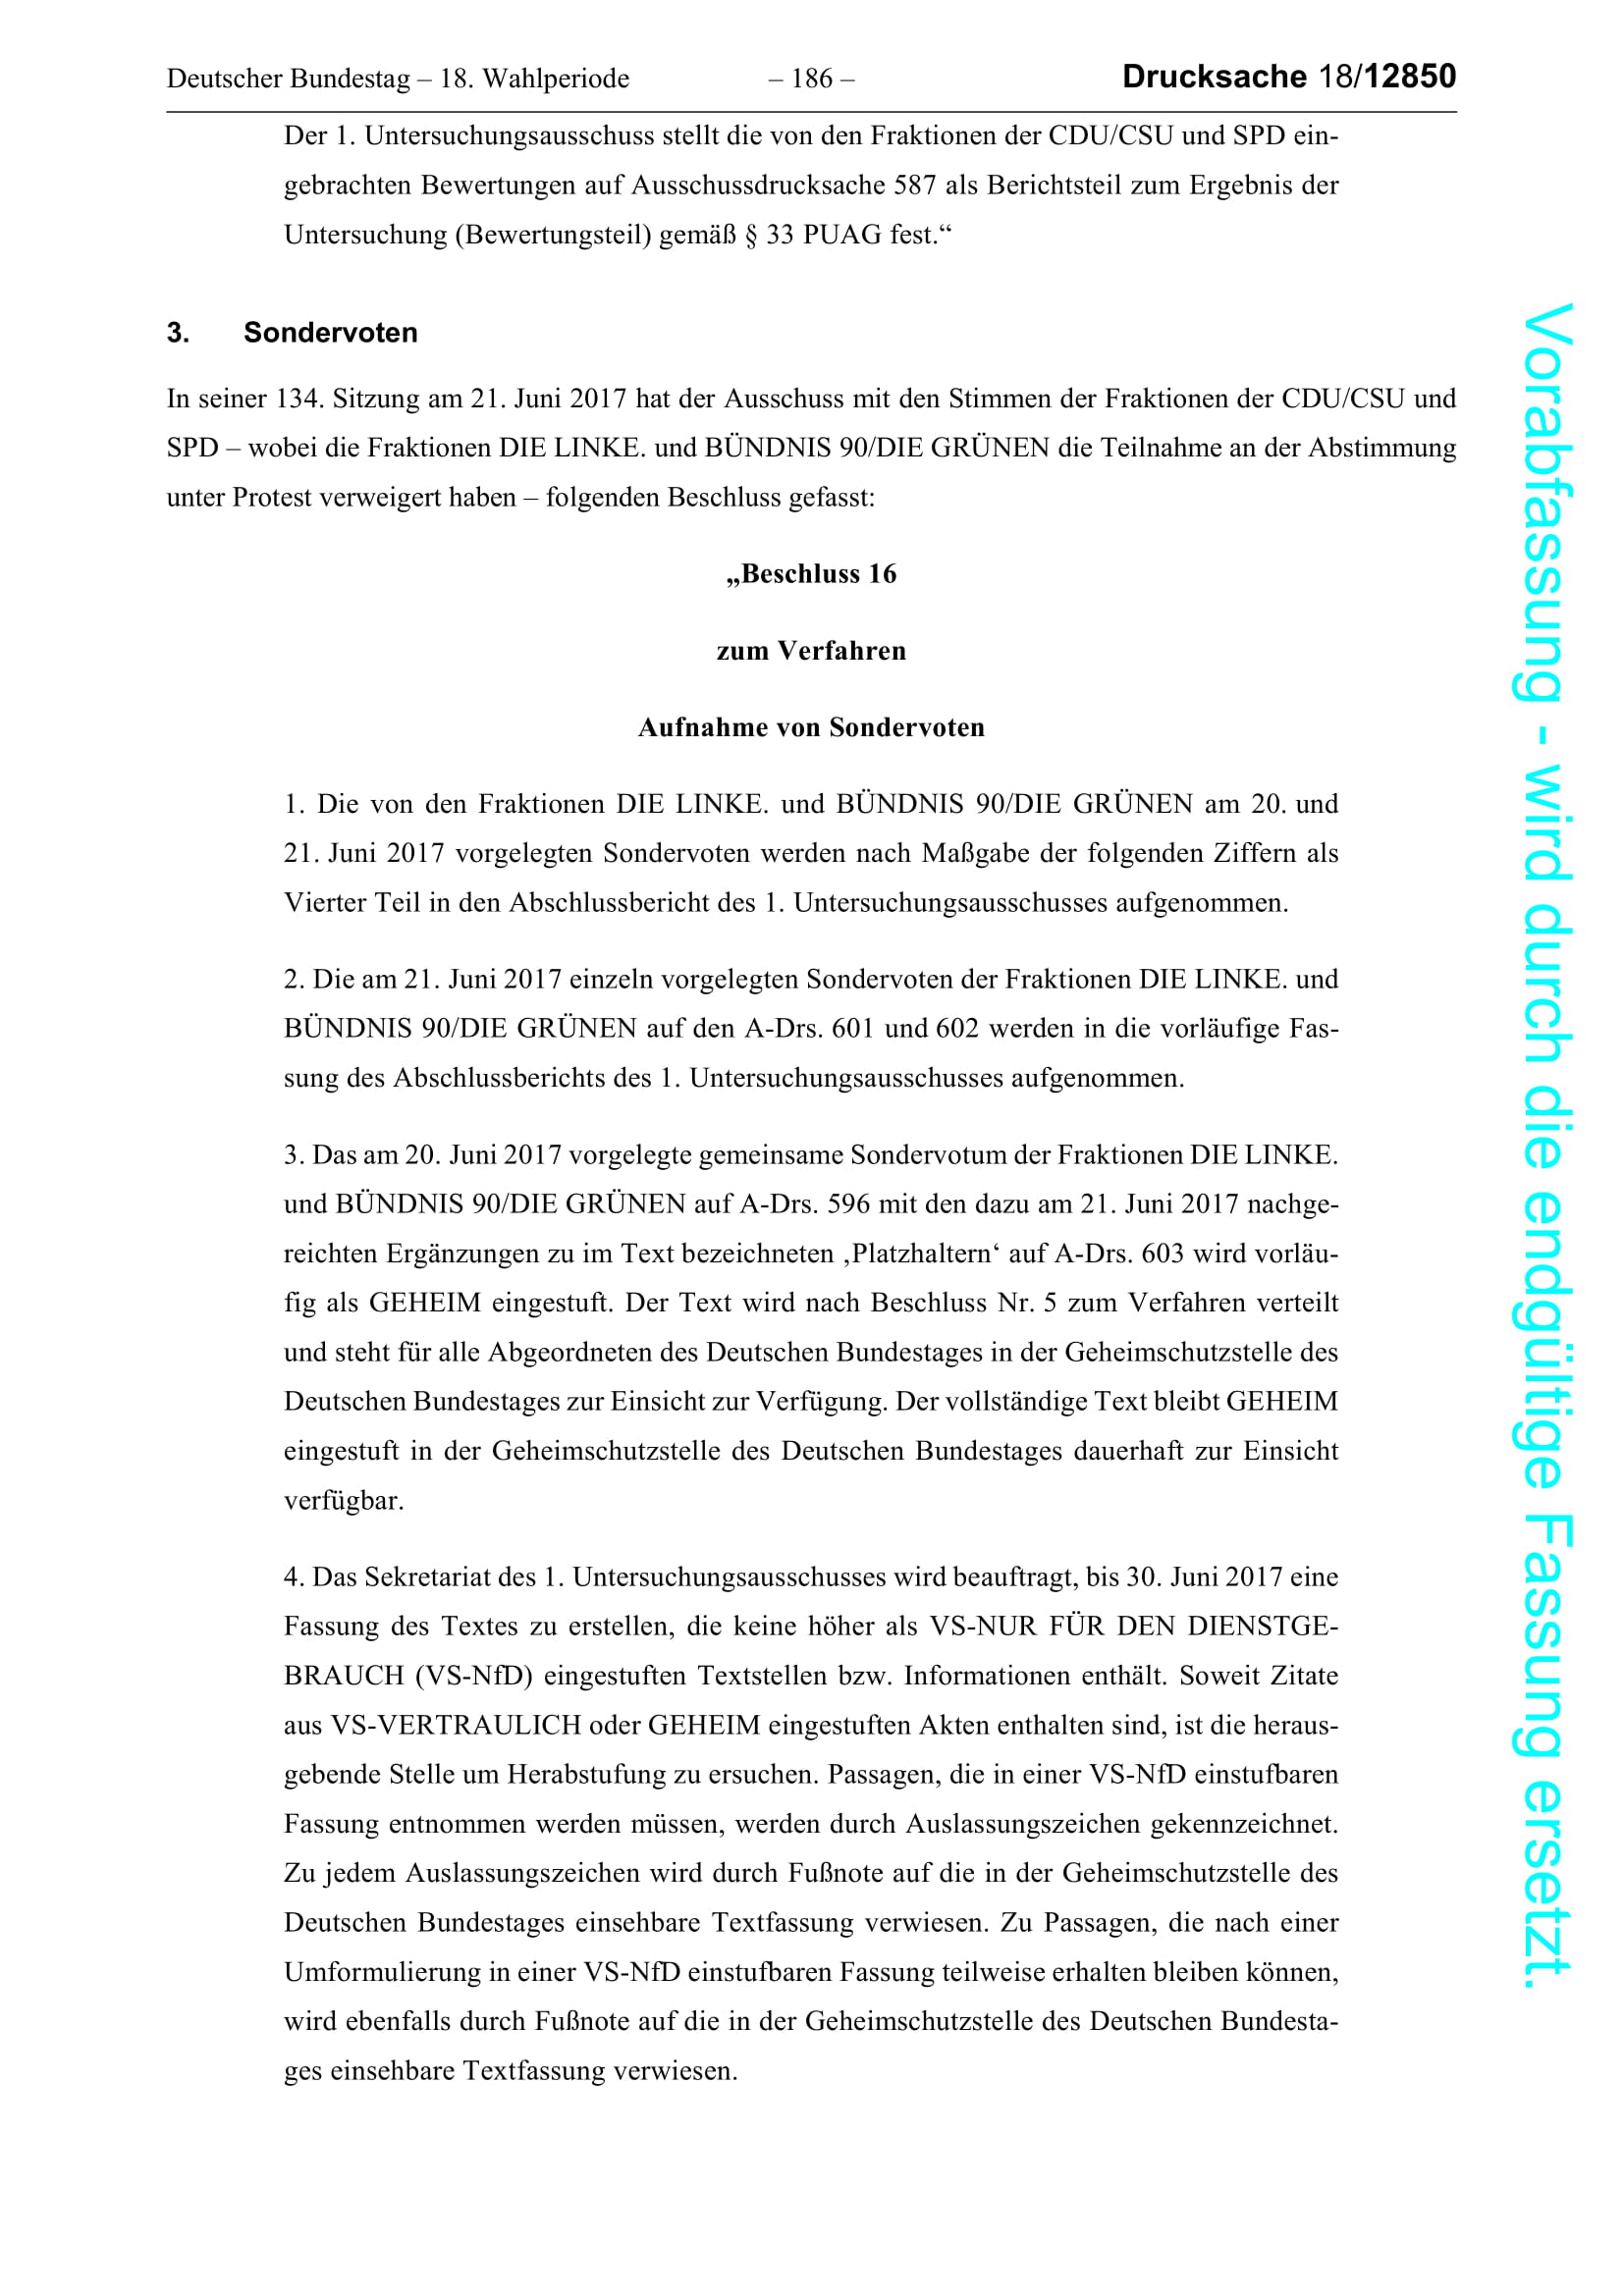 Deutscher Bundestag – 18. Wahlperiode – 186 – Drucksache 18/12850
Der 1. Untersuchungsausschuss stellt die von den Fraktionen der CDU/CSU und SPD ein-
gebrachten Bewertungen auf Ausschussdrucksache 587 als Berichtsteil zum Ergebnis der
Untersuchung (Bewertungsteil) gemäß § 33 PUAG fest.“
3. Sondervoten
In seiner 134. Sitzung am 21. Juni 2017 hat der Ausschuss mit den Stimmen der Fraktionen der CDU/CSU und
SPD – wobei die Fraktionen DIE LINKE. und BÜNDNIS 90/DIE GRÜNEN die Teilnahme an der Abstimmung
unter Protest verweigert haben – folgenden Beschluss gefasst:
„Beschluss 16
zum Verfahren
Aufnahme von Sondervoten
1. Die von den Fraktionen DIE LINKE. und BÜNDNIS 90/DIE GRÜNEN am 20. und
21. Juni 2017 vorgelegten Sondervoten werden nach Maßgabe der folgenden Ziffern als
Vierter Teil in den Abschlussbericht des 1. Untersuchungsausschusses aufgenommen.
2. Die am 21. Juni 2017 einzeln vorgelegten Sondervoten der Fraktionen DIE LINKE. und
BÜNDNIS 90/DIE GRÜNEN auf den A-Drs. 601 und 602 werden in die vorläufige Fas-
sung des Abschlussberichts des 1. Untersuchungsausschusses aufgenommen.
3. Das am 20. Juni 2017 vorgelegte gemeinsame Sondervotum der Fraktionen DIE LINKE.
und BÜNDNIS 90/DIE GRÜNEN auf A-Drs. 596 mit den dazu am 21. Juni 2017 nachge-
reichten Ergänzungen zu im Text bezeichneten ‚Platzhaltern‘ auf A-Drs. 603 wird vorläu-
fig als GEHEIM eingestuft. Der Text wird nach Beschluss Nr. 5 zum Verfahren verteilt
und steht für alle Abgeordneten des Deutschen Bundestages in der Geheimschutzstelle des
Deutschen Bundestages zur Einsicht zur Verfügung. Der vollständige Text bleibt GEHEIM
eingestuft in der Geheimschutzstelle des Deutschen Bundestages dauerhaft zur Einsicht
verfügbar.
4. Das Sekretariat des 1. Untersuchungsausschusses wird beauftragt, bis 30. Juni 2017 eine
Fassung des Textes zu erstellen, die keine höher als VS-NUR FÜR DEN DIENSTGE-
BRAUCH (VS-NfD) eingestuften Textstellen bzw. Informationen enthält. Soweit Zitate
aus VS-VERTRAULICH oder GEHEIM eingestuften Akten enthalten sind, ist die heraus-
gebende Stelle um Herabstufung zu ersuchen. Passagen, die in einer VS-NfD einstufbaren
Fassung entnommen werden müssen, werden durch Auslassungszeichen gekennzeichnet.
Zu jedem Auslassungszeichen wird durch Fußnote auf die in der Geheimschutzstelle des
Deutschen Bundestages einsehbare Textfassung verwiesen. Zu Passagen, die nach einer
Umformulierung in einer VS-NfD einstufbaren Fassung teilweise erhalten bleiben können,
wird ebenfalls durch Fußnote auf die in der Geheimschutzstelle des Deutschen Bundesta-
ges einsehbare Textfassung verwiesen.
Vorabfassung - wird durch die endgültige Fassung ersetzt.